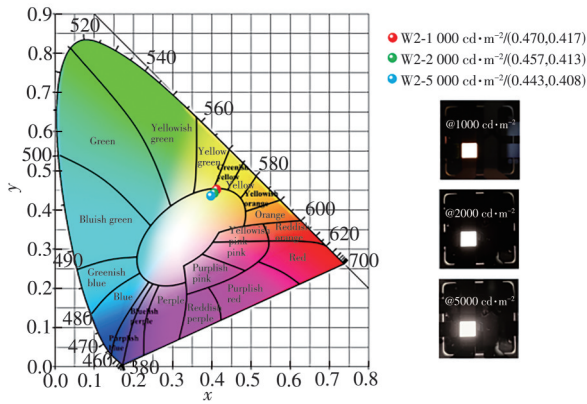 W2-1 000 cd·m⁻²/(0.470,0.417)
W2-2 000 cd·m⁻²/(0.457,0.413)
W2-5 000 cd·m⁻²/(0.443,0.408)
@1000 cd·m⁻²
@2000 cd·m⁻²
@5000 cd·m⁻²
y
0.9
0.8
0.7
0.6
0.5
0.4
0.3
0.2
0.1
0.0
0.0 0.1 0.2 0.3 0.4 0.5 0.6 0.7 0.8
x
520
540
560
580
600
620
700
500
490
480
470
460
380
Green
Yellowish
green
Yellow
green
Greenish
yellow
Yellow
Yellowish
orange
Orange
Reddish
orange
Yellowish
pink
pink
Red
Bluish green
Greenish
blue
Blue
Purplish
pink
Purplish
red
Perple
Reddish
perple
Blueish
perple
Purplish
blue